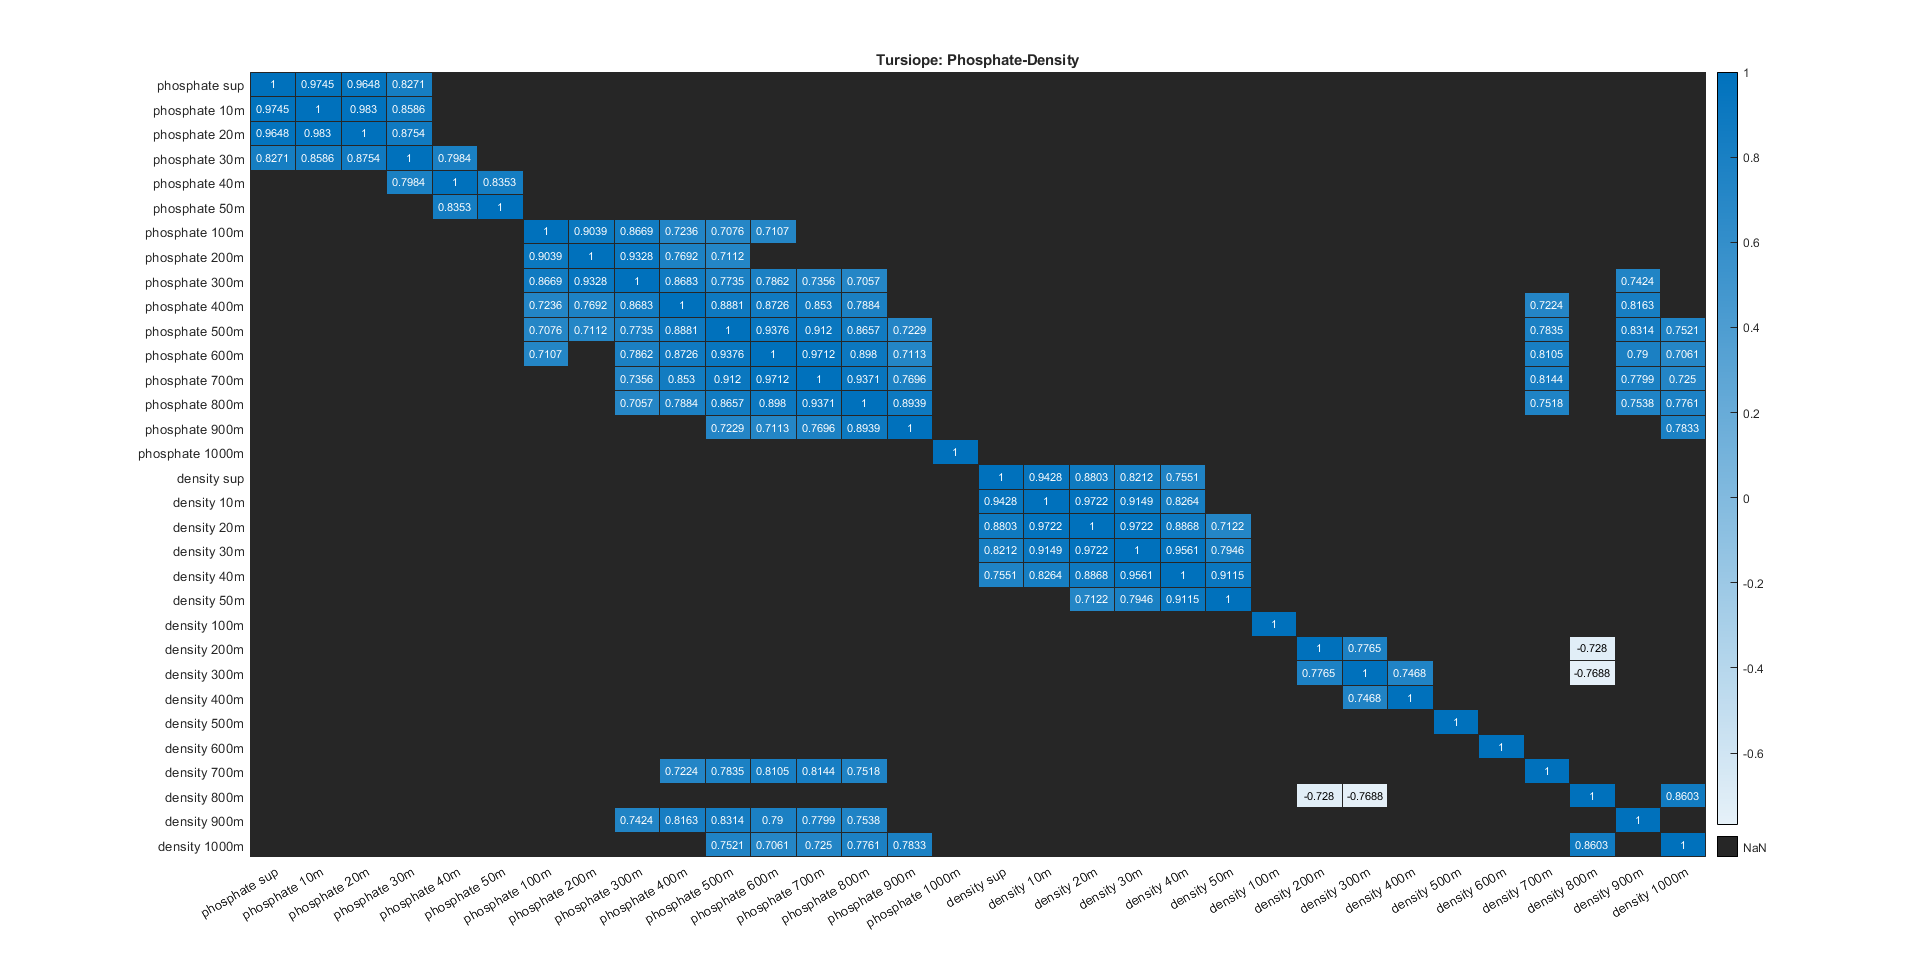 Tursiope: Phosphate-Density
phosphate sup 1 0.9745 0.9648 0.8271
phosphate 10m 0.9745 1 0.983 0.8586
phosphate 20m 0.9648 0.983 1 0.8754
phosphate 30m 0.8271 0.8586 0.8754 1 0.7984
phosphate 40m 0.7984 1 0.8353
phosphate 50m 0.8353 1
phosphate 100m 1 0.9039 0.8669 0.7236 0.7076 0.7107
phosphate 200m 0.9039 1 0.9328 0.7692 0.7112
phosphate 300m 0.8669 0.9328 1 0.8683 0.7735 0.7862 0.7356 0.7057 0.7424
phosphate 400m 0.7236 0.7692 0.8683 1 0.8881 0.8726 0.853 0.7884 0.7224 0.8163
phosphate 500m 0.7076 0.7112 0.7735 0.8881 1 0.9376 0.912 0.8657 0.7229 0.7835 0.8314 0.7521
phosphate 600m 0.7107 0.7862 0.8726 0.9376 1 0.9712 0.898 0.7113 0.8105 0.79 0.7061
phosphate 700m 0.7356 0.853 0.912 0.9712 1 0.9371 0.7696 0.8144 0.7799 0.725
phosphate 800m 0.7057 0.7884 0.8657 0.898 0.9371 1 0.8939 0.7518 0.7538 0.7761
phosphate 900m 0.7229 0.7113 0.7696 0.8939 1 0.7833
phosphate 1000m 1
density sup 1 0.9428 0.8803 0.8212 0.7551
density 10m 0.9428 1 0.9722 0.9149 0.8264
density 20m 0.8803 0.9722 1 0.9722 0.8868 0.7122
density 30m 0.8212 0.9149 0.9722 1 0.9561 0.7946
density 40m 0.7551 0.8264 0.8868 0.9561 1 0.9115
density 50m 0.7122 0.7946 0.9115 1
density 100m 1
density 200m 1 0.7765 -0.728
density 300m 0.7765 1 0.7468 -0.7688
density 400m 0.7468 1
density 500m 1
density 600m 1
density 700m 0.7224 0.7835 0.8105 0.8144 0.7518 1
density 800m -0.728 -0.7688 1 0.8603
density 900m 0.7424 0.8163 0.8314 0.79 0.7799 0.7538 1
density 1000m 0.7521 0.7061 0.725 0.7761 0.7833 0.8603 1
phosphate sup
phosphate 10m
phosphate 20m
phosphate 30m
phosphate 40m
phosphate 50m
phosphate 100m
phosphate 200m
phosphate 300m
phosphate 400m
phosphate 500m
phosphate 600m
phosphate 700m
phosphate 800m
phosphate 900m
phosphate 1000m
density sup
density 10m
density 20m
density 30m
density 40m
density 50m
density 100m
density 200m
density 300m
density 400m
density 500m
density 600m
density 700m
density 800m
density 900m
density 1000m
1
0.8
0.6
0.4
0.2
0
-0.2
-0.4
-0.6
NaN